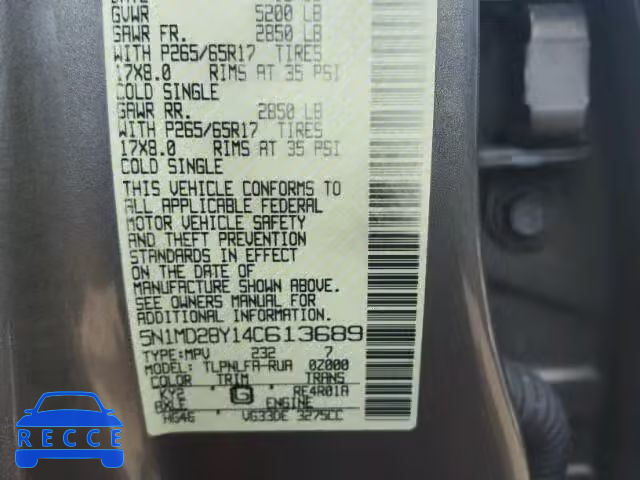 GVWR 5200 LB
GAWR FR. 2850 LB
WITH P265/65R17 TIRES
17X8.0 RIMS AT 35 PSI
COLD SINGLE
GAWR RR. 2850 LB
WITH P265/65R17 TIRES
17X8.0 RIMS AT 35 PSI
COLD SINGLE
THIS VEHICLE CONFORMS TO
ALL APPLICABLE FEDERAL
MOTOR VEHICLE SAFETY
AND THEFT PREVENTION
STANDARDS IN EFFECT
ON THE DATE OF
MANUFACTURE SHOWN ABOVE.
SEE OWNERS MANUAL FOR
ADDITIONAL INFORMATION.
5N1MD28Y14C613689
TYPE:MPV 232 7
MODEL: TLPNLFA-RUA 0Z000
COLOR TRIM TRANS
KY2 G RE4R01A
AXLE ENGINE
HG46 VG33DE 3275CC
RECCE